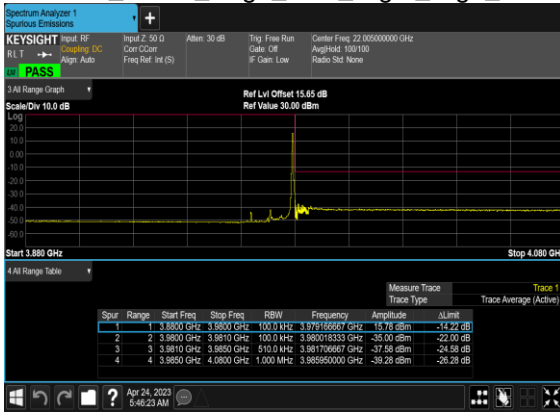 Spectrum Analyzer 1
Spurious Emissions
KEYSIGHT
Input: RF
Coupling: DC
Align: Auto
Input Z: 50 Ω
Corr CCorr
Freq Ref: Int (S)
Atten: 30 dB
Trig: Free Run
Gate: Off
IF Gain: Low
Center Freq: 22.005000000 GHz
Avg|Hold: 100/100
Radio Std: None
RLT
PASS
3 All Range Graph
Scale/Div 10.0 dB
Ref Lvl Offset 15.65 dB
Ref Value 30.00 dBm
Log
20.0
10.0
0.00
-10.0
-20.0
-30.0
-40.0
-50.0
-60.0
Start 3.880 GHz
Stop 4.080 GH
4 All Range Table
Measure Trace Trace 1
Trace Type Trace Average (Active)
Spur Range Start Freq Stop Freq RBW Frequency Amplitude ΔLimit
1 1 3.8800 GHz 3.9800 GHz 100.0 kHz 3.979166667 GHz 15.78 dBm -14.22 dB
2 2 3.9800 GHz 3.9810 GHz 100.0 kHz 3.980018333 GHz -35.00 dBm -22.00 dB
3 3 3.9810 GHz 3.9850 GHz 510.0 kHz 3.981706667 GHz -37.58 dBm -24.58 dB
4 4 3.9850 GHz 4.0800 GHz 1.000 MHz 3.985950000 GHz -39.28 dBm -26.28 dB
Apr 24, 2023
5:46:23 AM